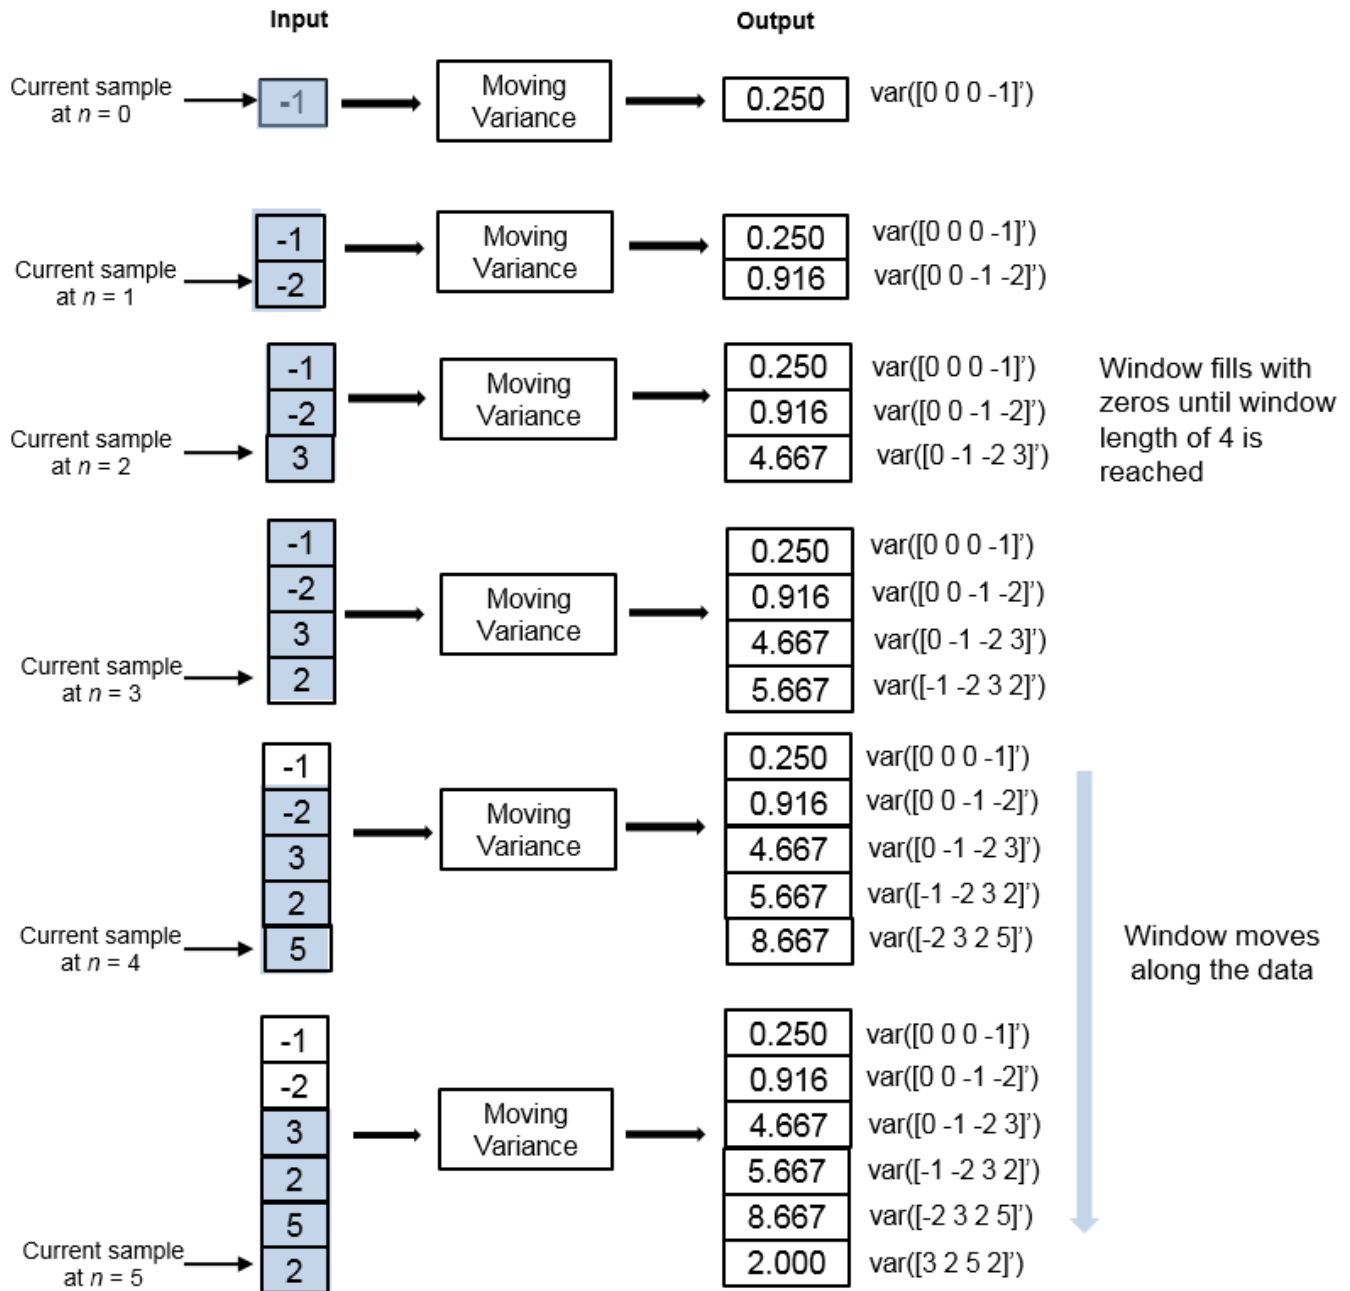 Input
Output
Current sample
at n = 0
-1
Moving
Variance
0.250
var([0 0 0 -1]')
Current sample
at n = 1
-1
-2
Moving
Variance
0.250
0.916
var([0 0 0 -1]')
var([0 0 -1 -2]')
Current sample
at n = 2
-1
-2
3
Moving
Variance
0.250
0.916
4.667
var([0 0 0 -1]')
var([0 0 -1 -2]')
var([0 -1 -2 3]')
Window fills with
zeros until window
length of 4 is
reached
Current sample
at n = 3
-1
-2
3
2
Moving
Variance
0.250
0.916
4.667
5.667
var([0 0 0 -1]')
var([0 0 -1 -2]')
var([0 -1 -2 3]')
var([-1 -2 3 2]')
Current sample
at n = 4
-1
-2
3
2
5
Moving
Variance
0.250
0.916
4.667
5.667
8.667
var([0 0 0 -1]')
var([0 0 -1 -2]')
var([0 -1 -2 3]')
var([-1 -2 3 2]')
var([-2 3 2 5]')
Window moves
along the data
Current sample
at n = 5
-1
-2
3
2
5
2
Moving
Variance
0.250
0.916
4.667
5.667
8.667
2.000
var([0 0 0 -1]')
var([0 0 -1 -2]')
var([0 -1 -2 3]')
var([-1 -2 3 2]')
var([-2 3 2 5]')
var([3 2 5 2]')